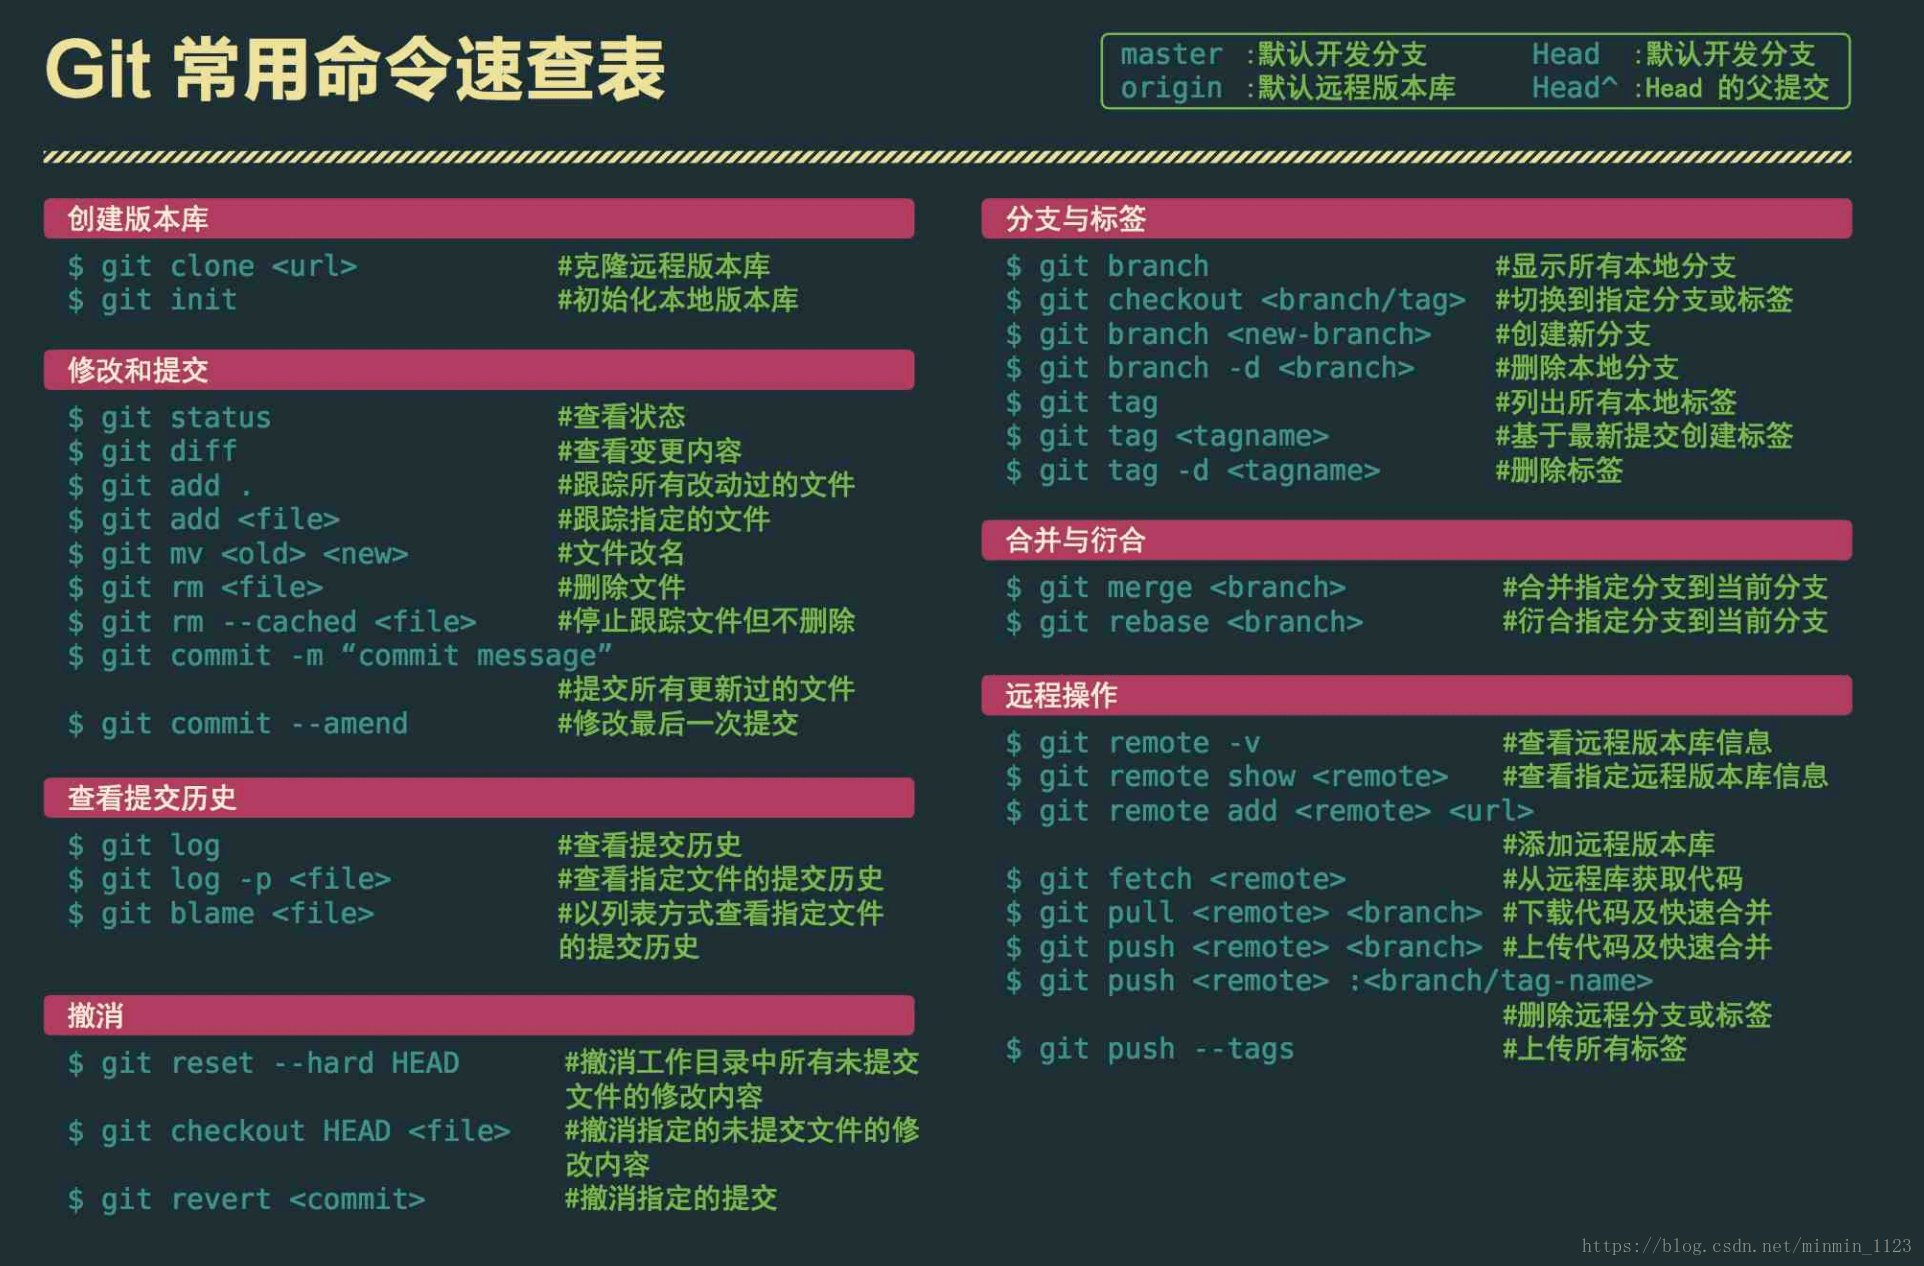 Git 常用命令速查表
master :默认开发分支 Head :默认开发分支
origin :默认远程版本库 Head^ :Head 的父提交
创建版本库
$ git clone <url> #克隆远程版本库
$ git init #初始化本地版本库
修改和提交
$ git status #查看状态
$ git diff #查看变更内容
$ git add . #跟踪所有改动过的文件
$ git add <file> #跟踪指定的文件
$ git mv <old> <new> #文件改名
$ git rm <file> #删除文件
$ git rm --cached <file> #停止跟踪文件但不删除
$ git commit -m “commit message”
#提交所有更新过的文件
$ git commit --amend #修改最后一次提交
查看提交历史
$ git log #查看提交历史
$ git log -p <file> #查看指定文件的提交历史
$ git blame <file> #以列表方式查看指定文件
的提交历史
撤消
$ git reset --hard HEAD #撤消工作目录中所有未提交
文件的修改内容
$ git checkout HEAD <file> #撤消指定的未提交文件的修
改内容
$ git revert <commit> #撤消指定的提交
分支与标签
$ git branch #显示所有本地分支
$ git checkout <branch/tag> #切换到指定分支或标签
$ git branch <new-branch> #创建新分支
$ git branch -d <branch> #删除本地分支
$ git tag #列出所有本地标签
$ git tag <tagname> #基于最新提交创建标签
$ git tag -d <tagname> #删除标签
合并与衍合
$ git merge <branch> #合并指定分支到当前分支
$ git rebase <branch> #衍合指定分支到当前分支
远程操作
$ git remote -v #查看远程版本库信息
$ git remote show <remote> #查看指定远程版本库信息
$ git remote add <remote> <url>
#添加远程版本库
$ git fetch <remote> #从远程库获取代码
$ git pull <remote> <branch> #下载代码及快速合并
$ git push <remote> <branch> #上传代码及快速合并
$ git push <remote> :<branch/tag-name>
#删除远程分支或标签
$ git push --tags #上传所有标签
https://blog.csdn.net/minmin_1123